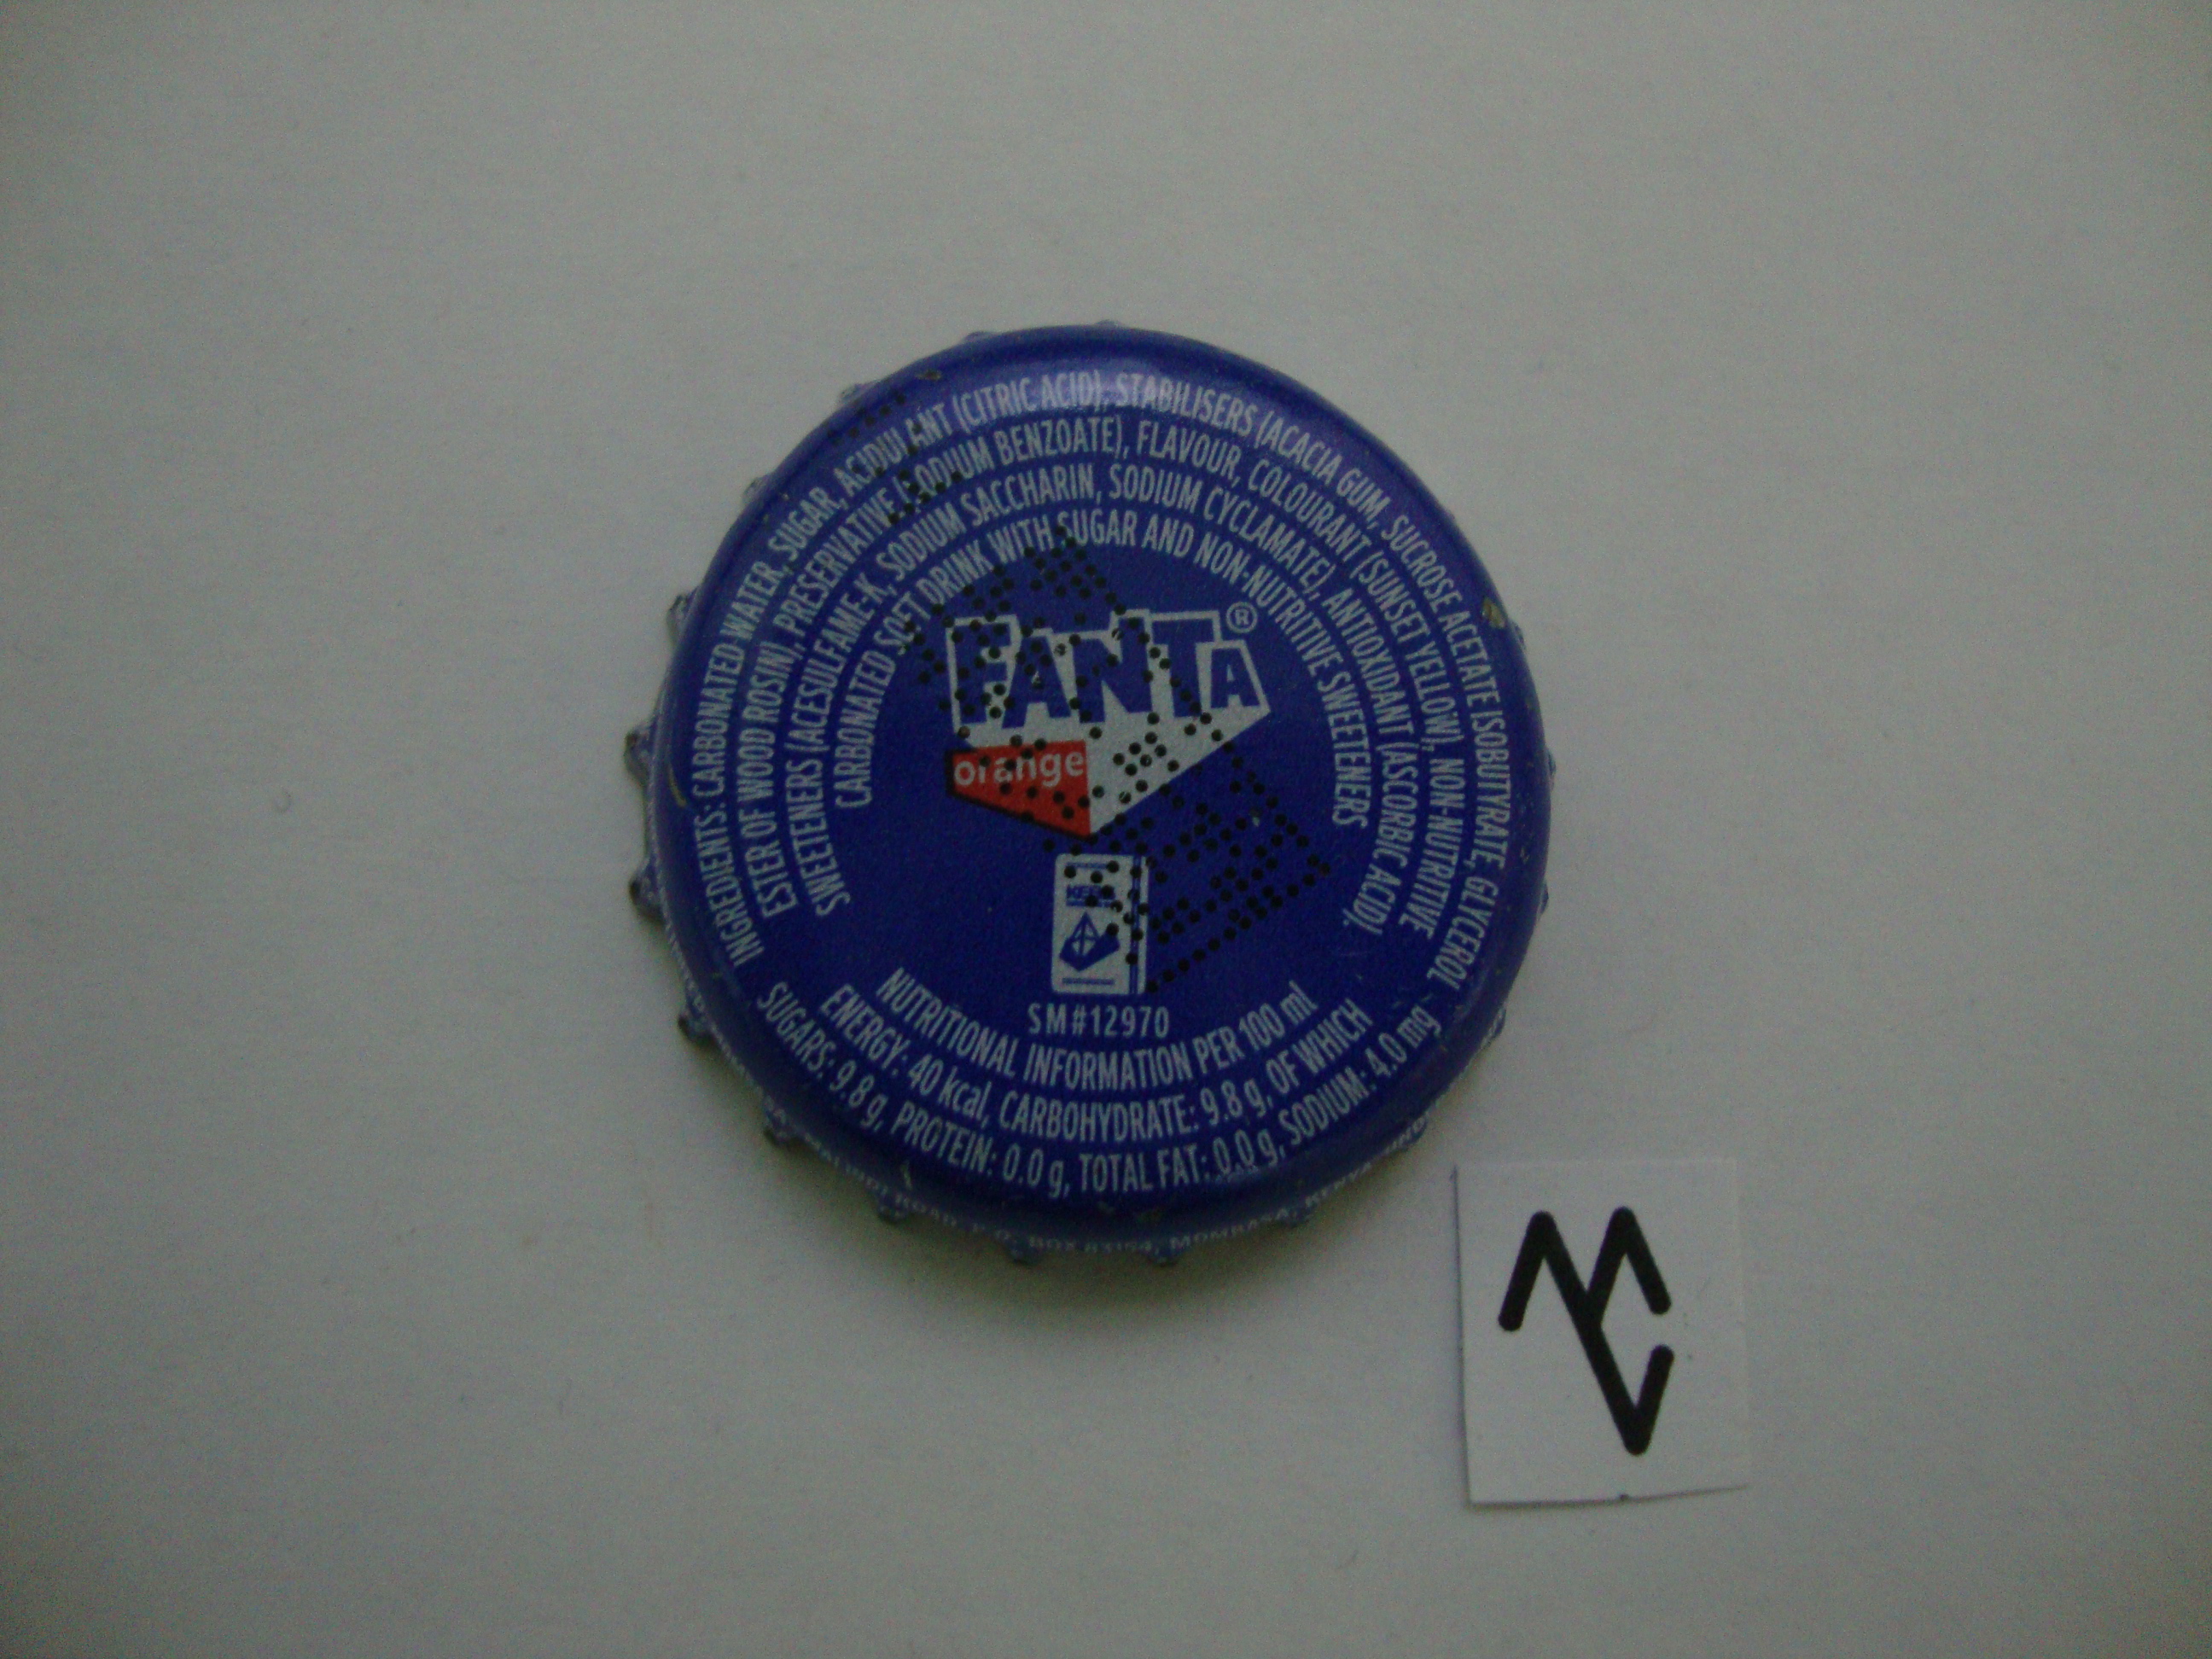 INGREDIENTS: CARBONATED WATER, SUGAR, ACIDULANT (CITRIC ACID), STABILISERS (ACACIA GUM, SUCROSE ACETATE ISOBUTYRATE, GLYCEROL
ESTER OF WOOD ROSIN), PRESERVATIVE (SODIUM BENZOATE), FLAVOUR, COLOURANT (SUNSET YELLOW), NON-NUTRITIVE
SWEETENERS (ACESULFAME-K, SODIUM SACCHARIN, SODIUM CYCLAMATE), ANTIOXIDANT (ASCORBIC ACID).
CARBONATED SOFT DRINK WITH SUGAR AND NON-NUTRITIVE SWEETENERS
FANTA®
orange
SM#12970
NUTRITIONAL INFORMATION PER 100 ml
ENERGY: 40 kcal, CARBOHYDRATE: 9.8 g, OF WHICH
SUGARS: 9.8 g, PROTEIN: 0.0 g, TOTAL FAT: 0.0 g, SODIUM: 4.0 mg
MALINDI ROAD, P.O. BOX MOMBASA, KENYA